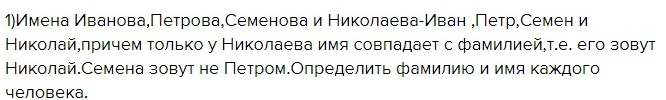 1)Имена Иванова,Петрова,Семенова и Николаева-Иван ,Петр,Семен и
Николай,причем только у Николаева имя совпадает с фамилией,т.е. его зовут
Николай.Семена зовут не Петром.Определить фамилию и имя каждого
человека.